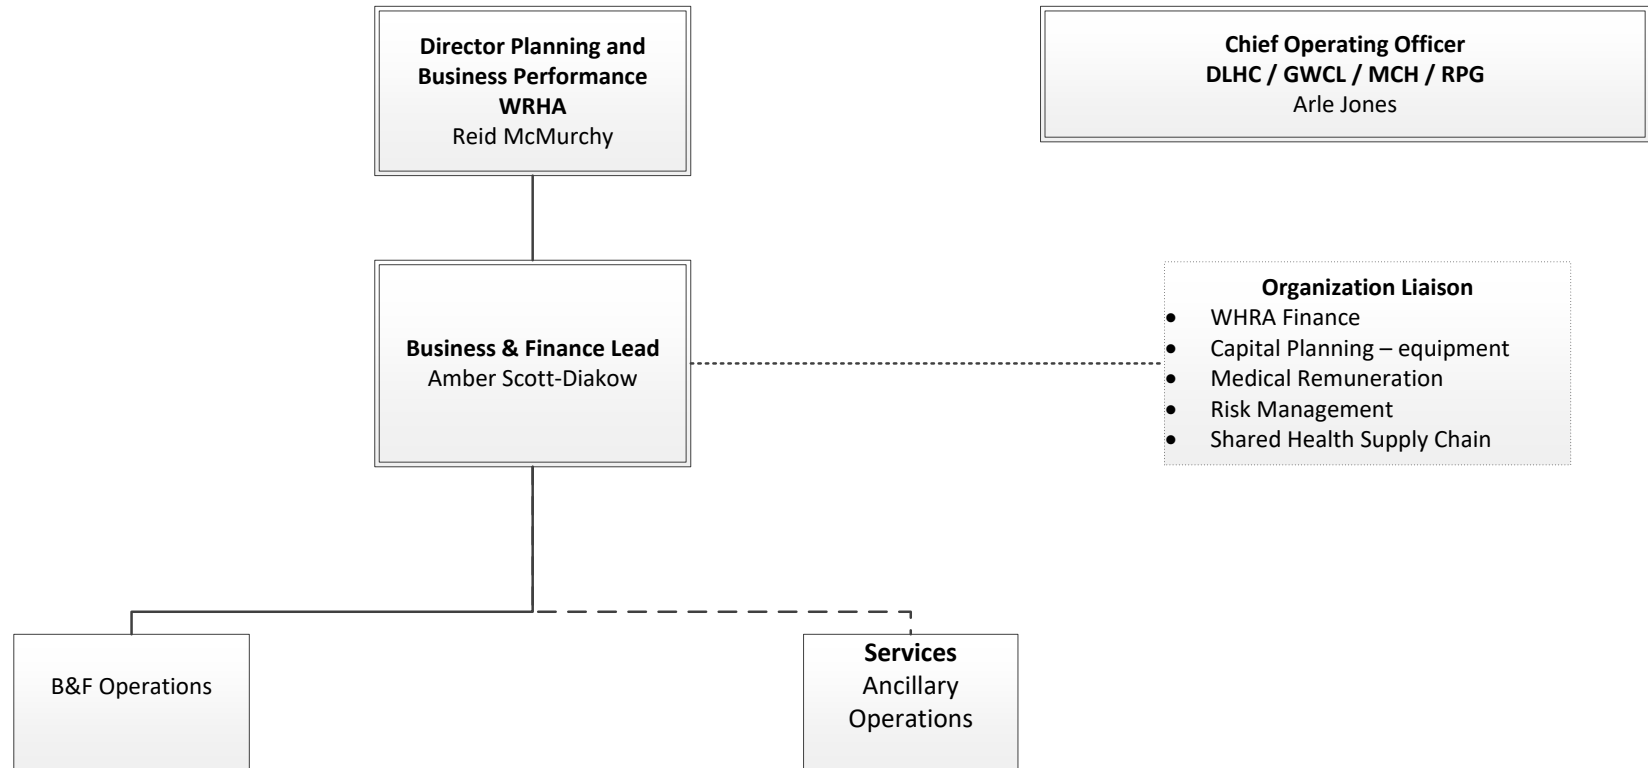 Director Planning and
Business Performance
WRHA
Reid McMurchy
Chief Operating Officer
DLHC / GWCL / MCH / RPG
Arle Jones
Business & Finance Lead
Amber Scott-Diakow
Organization Liaison
• WHRA Finance
• Capital Planning – equipment
• Medical Remuneration
• Risk Management
• Shared Health Supply Chain
B&F Operations
Services
Ancillary
Operations